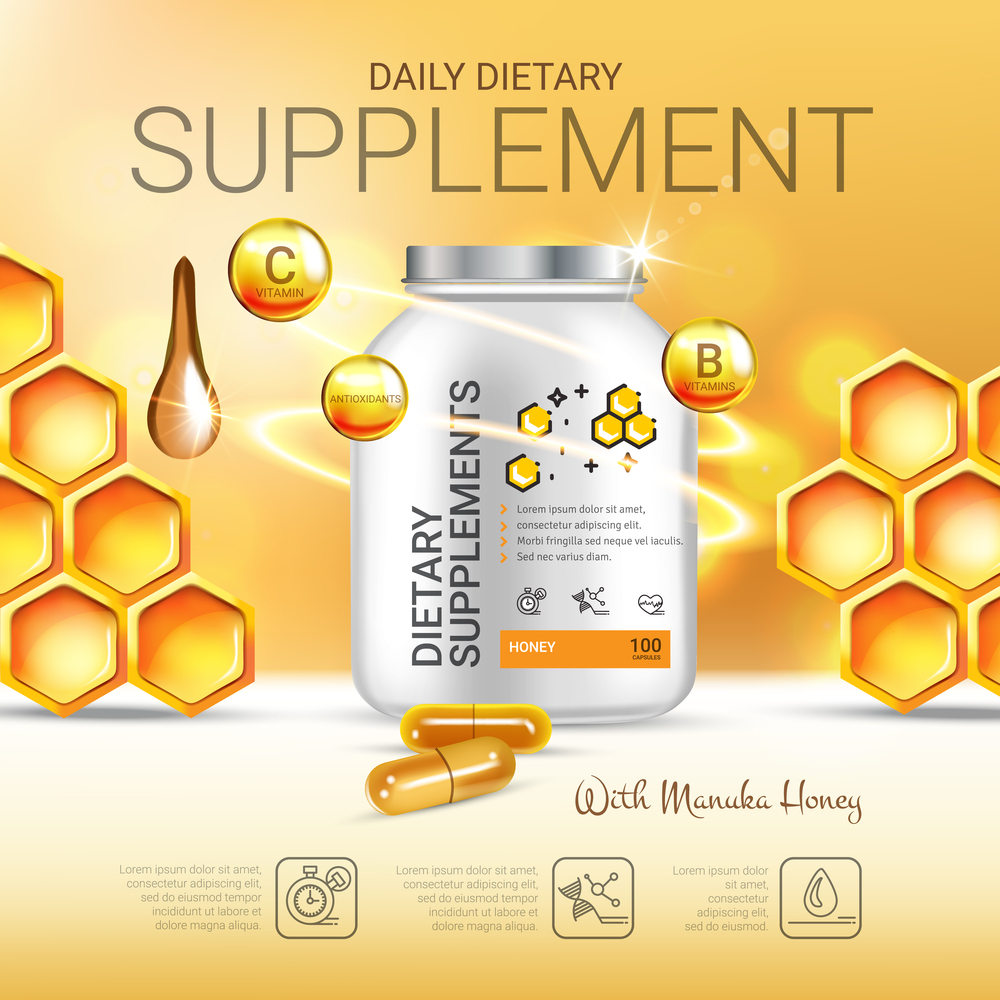 DAILY DIETARY
SUPPLEMENT
C
VITAMIN
B
VITAMINS
ANTIOXIDANTS
DIETARY
SUPPLEMENTS
Lorem ipsum dolor sit amet,
consectetur adipiscing elit.
Morbi fringilla sed neque vel iaculis.
Sed nec varius diam.
HONEY
100
CAPSULES
With Manuka Honey
Lorem ipsum dolor sit amet,
consectetur adipiscing elit,
sed do eiusmod tempor
incididunt ut labore et
dolore magna aliqua.
Lorem ipsum dolor sit amet,
consectetur adipiscing elit,
sed do eiusmod tempor
incididunt ut labore et
dolore magna aliqua.
Lorem ipsum dolor
sit amet,
consectetur
adipiscing elit,
sed do eiusmod.